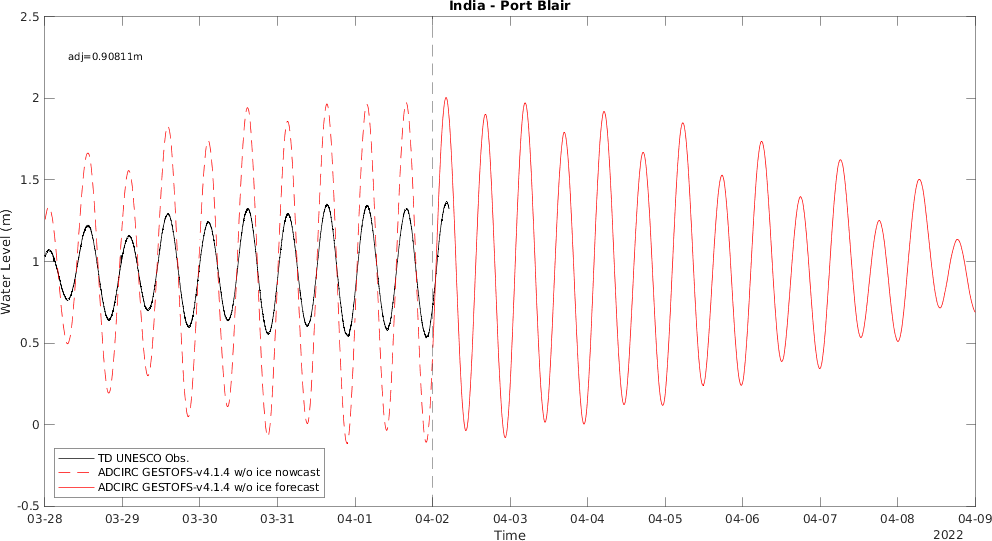 India - Port Blair
2.5
2
1.5
1
0.5
0
-0.5
Water Level (m)
adj=0.90811m
TD UNESCO Obs.
ADCIRC GESTOFS-v4.1.4 w/o ice nowcast
ADCIRC GESTOFS-v4.1.4 w/o ice forecast
03-28 03-29 03-30 03-31 04-01 04-02 04-03 04-04 04-05 04-06 04-07 04-08 04-09
Time
2022